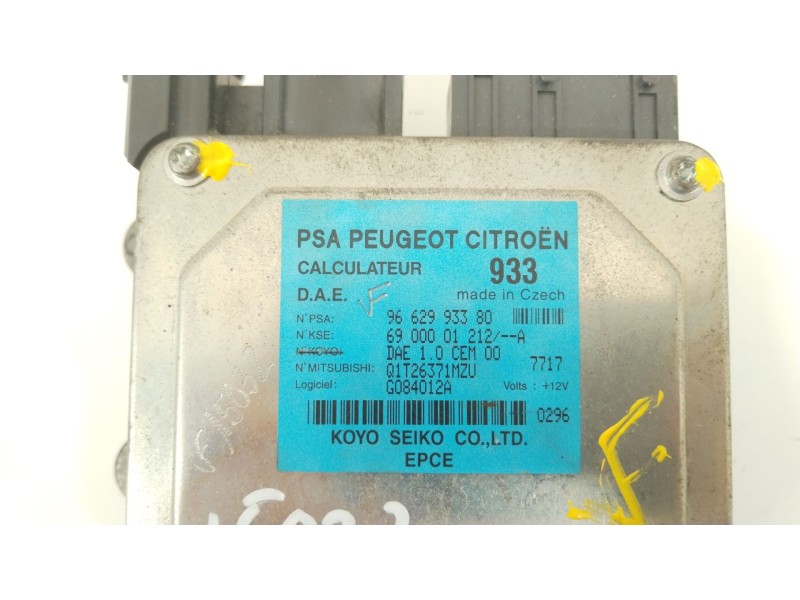 PSA PEUGEOT CITROËN
CALCULATEUR 933
D.A.E. F made in Czech
N°PSA: 96 629 933 80
N°KSE: 69 000 01 212/--A
N°KOYO: DAE 1.0 CEM 00
N°MITSUBISHI: Q1T26371MZU 7717
Logiciel: G084012A Volts : +12V
0296
KOYO SEIKO CO.,LTD.
EPCE
F